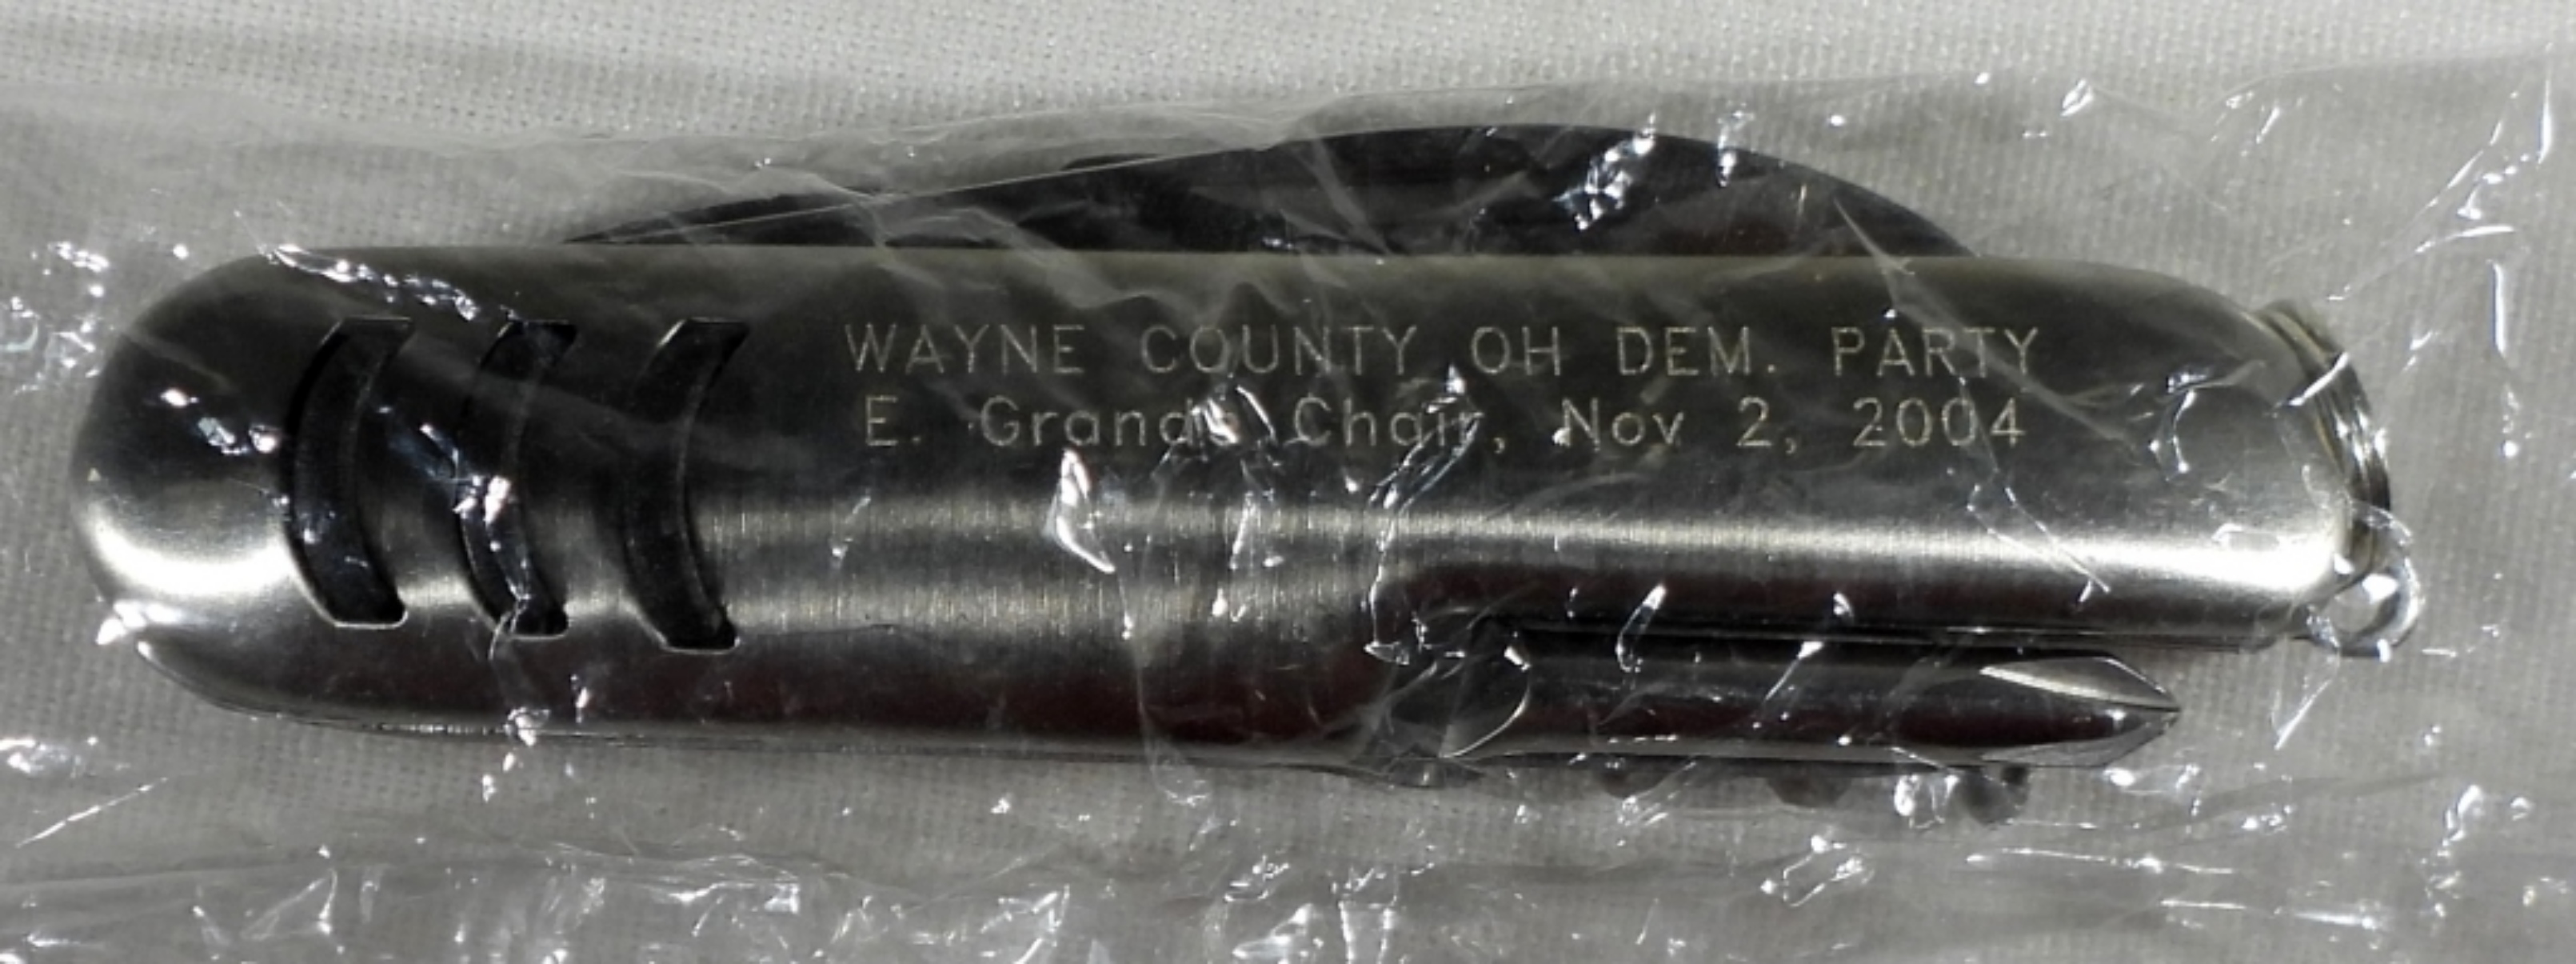 WAYNE COUNTY OH DEM. PARTY
E. Grande Chair, Nov 2, 2004